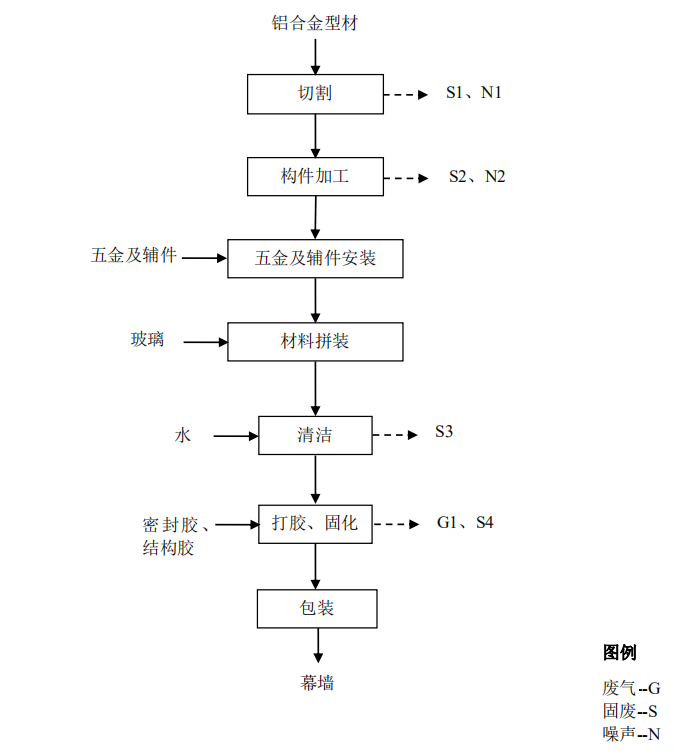 铝合金型材
切割
S1、N1
构件加工
S2、N2
五金及辅件
五金及辅件安装
玻璃
材料拼装
水
清洁
S3
密封胶、
结构胶
打胶、固化
G1、S4
包装
幕墙
图例
废气--G
固废--S
噪声--N